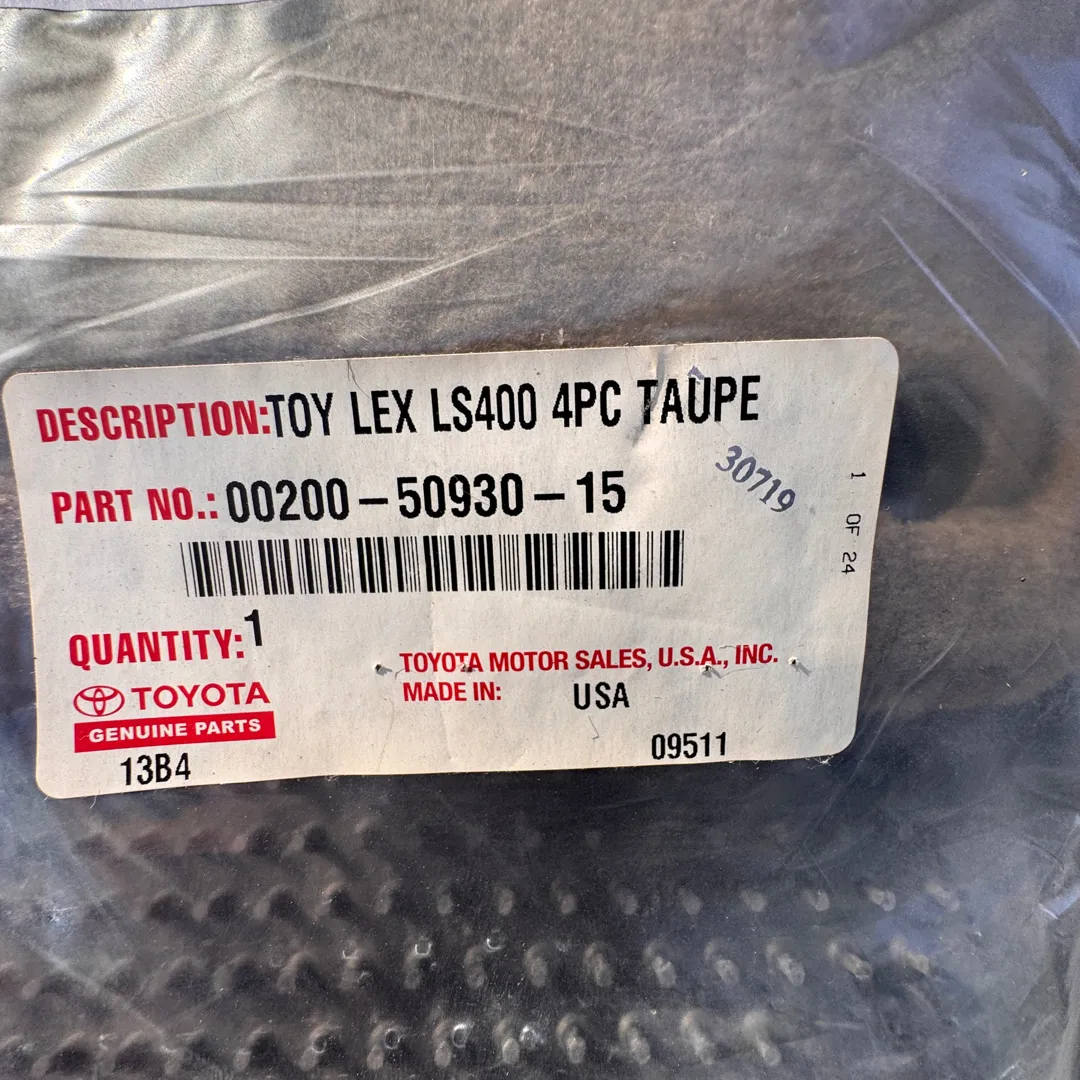 DESCRIPTION:TOY LEX LS400 4PC TAUPE
PART NO.: 00200-50930-15
30719
1 OF 24
QUANTITY: 1
TOYOTA MOTOR SALES, U.S.A., INC.
MADE IN: USA
TOYOTA
GENUINE PARTS
13B4
09511